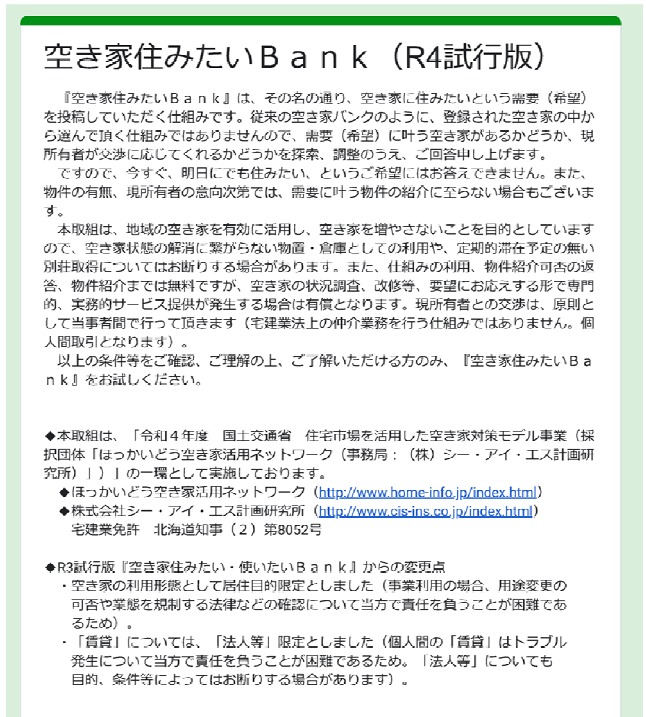 空き家住みたいＢａｎｋ（R4試行版）
『空き家住みたいＢａｎｋ』は、その名の通り、空き家に住みたいという需要（希望）
を投稿していただく仕組みです。従来の空き家バンクのように、登録された空き家の中か
ら選んで頂く仕組みではありませんので、需要（希望）に叶う空き家があるかどうか、現
所有者が交渉に応じてくれるかどうかを探索、調整のうえ、ご回答申し上げます。
ですので、今すぐ、明日にでも住みたい、というご希望にはお答えできません。また、
物件の有無、現所有者の意向次第では、需要に叶う物件の紹介に至らない場合もございま
す。
本取組は、地域の空き家を有効に活用し、空き家を増やさないことを目的としています
ので、空き家状態の解消に繋がらない物置・倉庫としての利用や、定期的滞在予定の無い
別荘取得についてはお断りする場合があります。また、仕組みの利用、物件紹介可否の返
答、物件紹介までは無料ですが、空き家の状況調査、改修等、要望にお応えする形で専門
的、実務的サービス提供が発生する場合は有償となります。現所有者との交渉は、原則と
して当事者間で行って頂きます（宅建業法上の仲介業務を行う仕組みではありません。個
人間取引となります）。
以上の条件等をご確認、ご理解の上、ご了解いただける方のみ、『空き家住みたいＢａ
ｎｋ』をお試しください。
◆本取組は、「令和４年度　国土交通省　住宅市場を活用した空き家対策モデル事業（採
択団体「ほっかいどう空き家活用ネットワーク（事務局：（株）シー・アイ・エス計画研
究所）」）」の一環として実施しております。
◆ほっかいどう空き家活用ネットワーク（http://www.home-info.jp/index.html）
◆株式会社シー・アイ・エス計画研究所（http://www.cis-ins.co.jp/index.html）
宅建業免許　北海道知事（２）第8052号
◆R3試行版『空き家住みたい・使いたいＢａｎｋ』からの変更点
・空き家の利用形態として居住目的限定としました（事業利用の場合、用途変更の
可否や業態を規制する法律などの確認について当方で責任を負うことが困難であ
るため）。
・「賃貸」については、「法人等」限定としました（個人間の「賃貸」はトラブル
発生について当方で責任を負うことが困難であるため。「法人等」についても
目的、条件等によってはお断りする場合があります）。